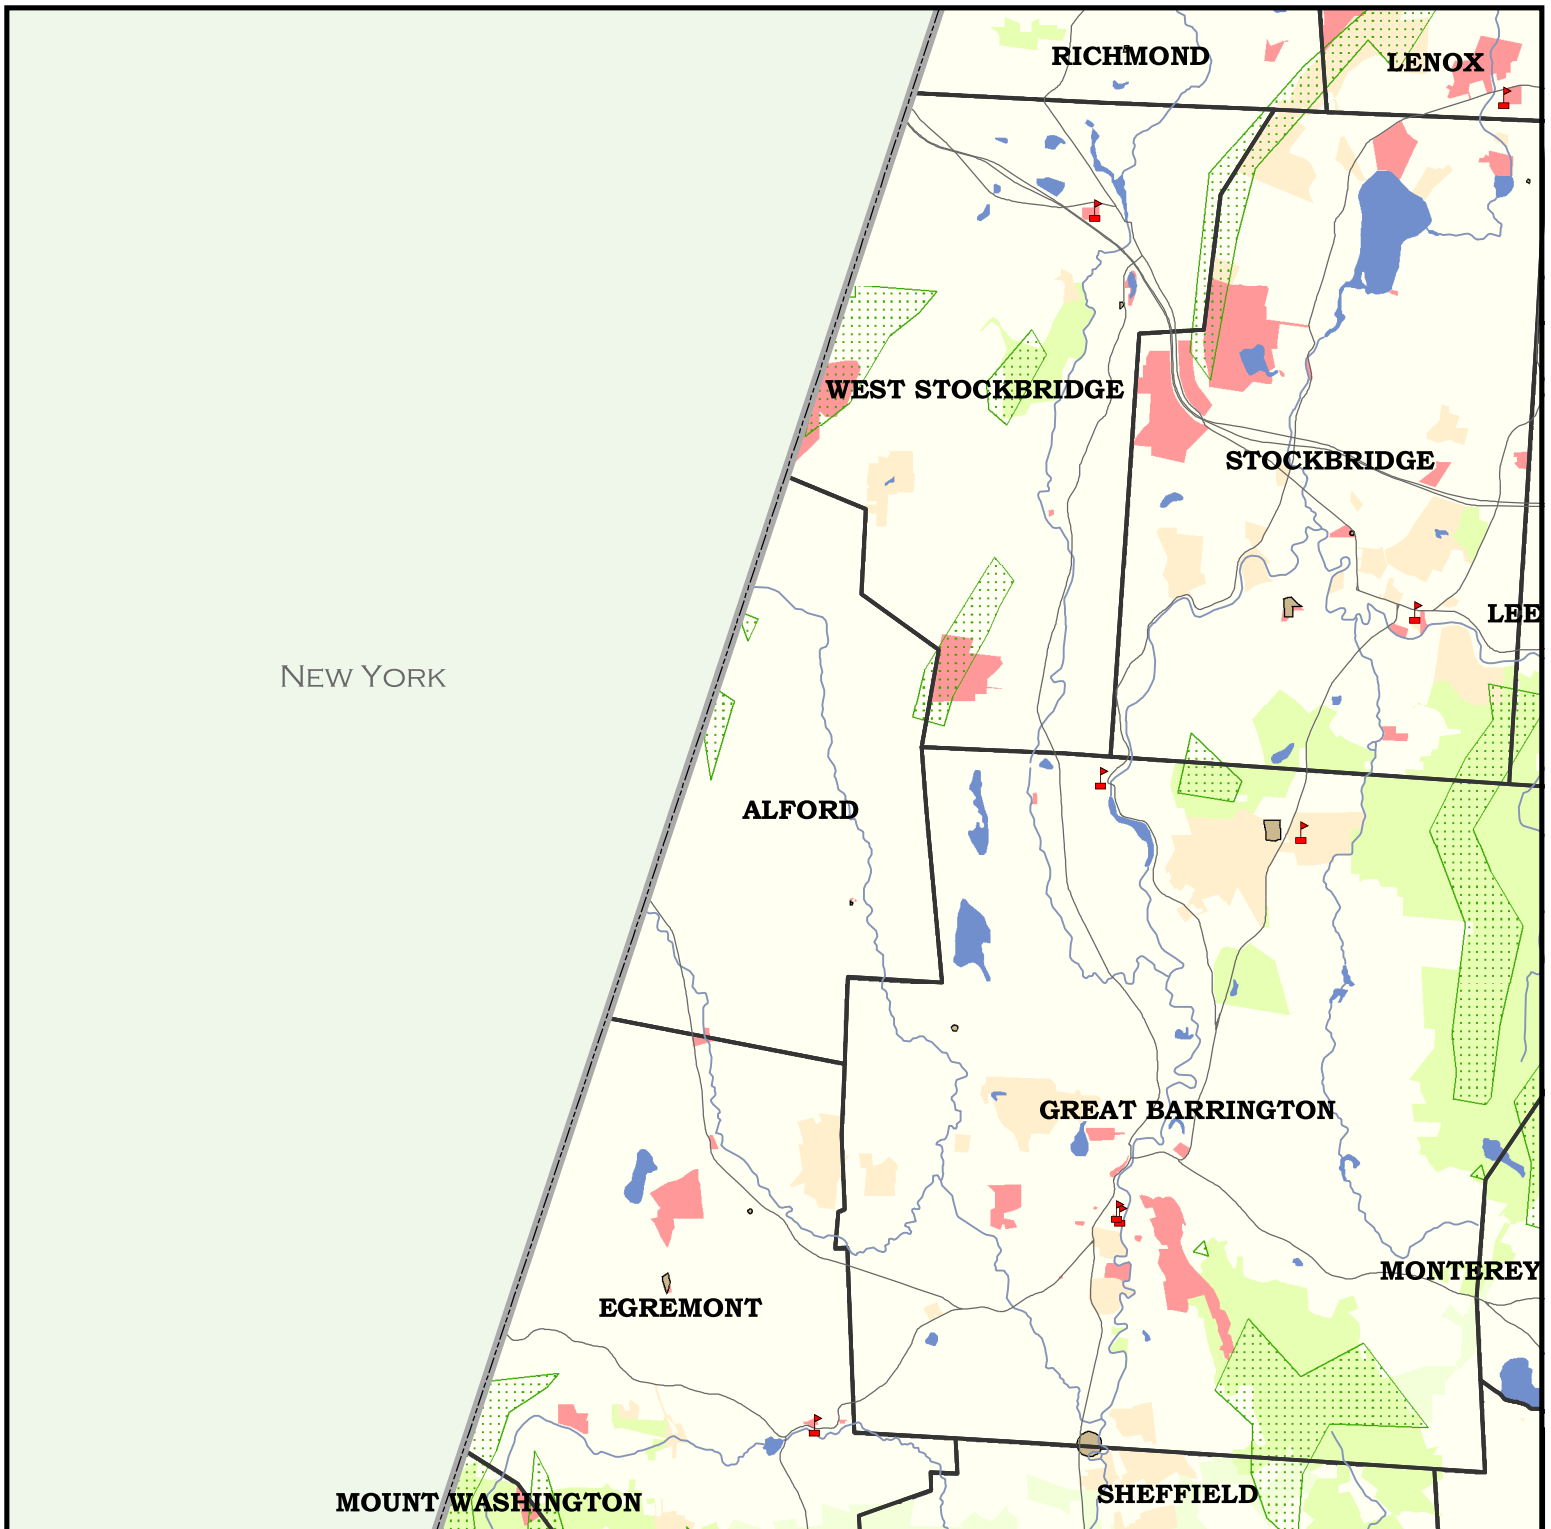 RICHMOND
LENOX
WEST STOCKBRIDGE
STOCKBRIDGE
LEE
NEW YORK
ALFORD
GREAT BARRINGTON
MONTEREY
EGREMONT
SHEFFIELD
MOUNT WASHINGTON